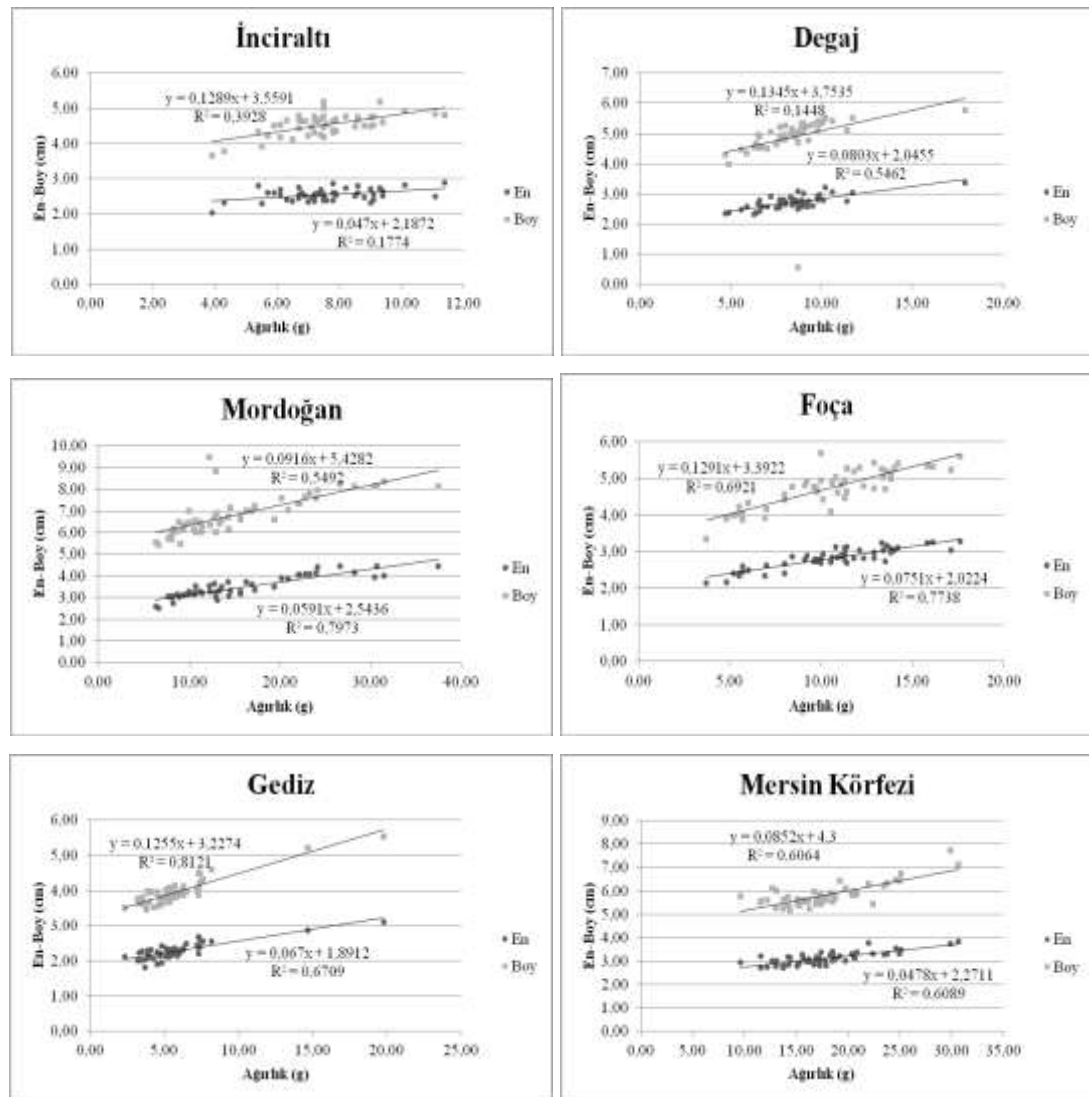 İnciraltı
6.00
5.00
4.00
3.00
2.00
1.00
0.00
En-Boy (cm)
y = 0,1289x + 3,5591
R² = 0,3928
y = 0,047x + 2,1872
R² = 0,1774
En
Boy
0.00 2.00 4.00 6.00 8.00 10.00 12.00
Ağırlık (g)
Degaj
7,00
6,00
5,00
4,00
3,00
2,00
1,00
0,00
En-Boy (cm)
y = 0,1345x + 3,7535
R² = 0,1448
y = 0,0803x + 2,0455
R² = 0,5462
En
Boy
0,00 5,00 10,00 15,00 20,00
Ağırlık (g)
Mordoğan
10.00
9.00
8.00
7.00
6.00
5.00
4.00
3.00
2.00
1.00
0.00
En-Boy (cm)
y = 0,0916x + 5,4282
R² = 0,5492
y = 0,0591x + 2,5436
R² = 0,7973
En
Boy
0.00 10.00 20.00 30.00 40.00
Ağırlık (g)
Foça
6,00
5,00
4,00
3,00
2,00
1,00
0,00
En-Boy (cm)
y = 0,1291x + 3,3922
R² = 0,6921
y = 0,0751x + 2,0224
R² = 0,7738
En
Boy
0,00 5,00 10,00 15,00 20,00
Ağırlık (g)
Gediz
6.00
5.00
4.00
3.00
2.00
1.00
0.00
En-Boy (cm)
y = 0,1255x + 3,2274
R² = 0,8121
y = 0,067x + 1,8912
R² = 0,6709
En
Boy
0.00 5.00 10.00 15.00 20.00 25.00
Ağırlık (g)
Mersin Körfezi
9,00
8,00
7,00
6,00
5,00
4,00
3,00
2,00
1,00
0,00
En-Boy (cm)
y = 0,0852x + 4,3
R² = 0,6064
y = 0,0478x + 2,2711
R² = 0,6089
En
Boy
0,00 5,00 10,00 15,00 20,00 25,00 30,00 35,00
Ağırlık (g)